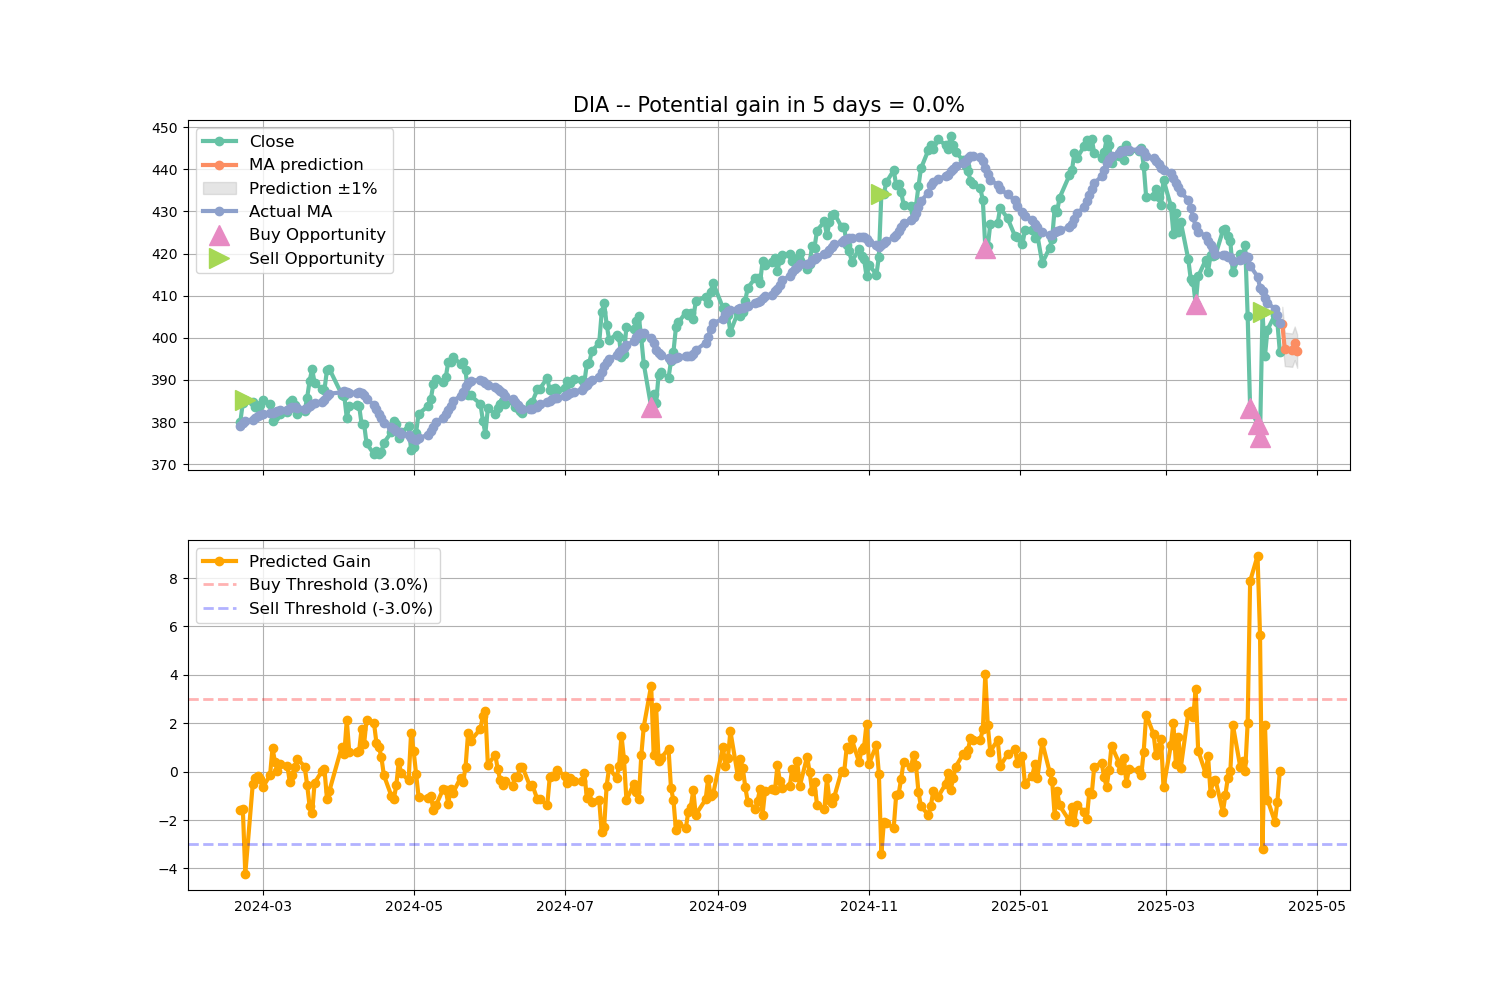 DIA -- Potential gain in 5 days = 0.0%
450
440
430
420
410
400
390
380
370
Close
MA prediction
Prediction ±1%
Actual MA
Buy Opportunity
Sell Opportunity
8
6
4
2
0
−2
−4
Predicted Gain
Buy Threshold (3.0%)
Sell Threshold (-3.0%)
2024-03
2024-05
2024-07
2024-09
2024-11
2025-01
2025-03
2025-05